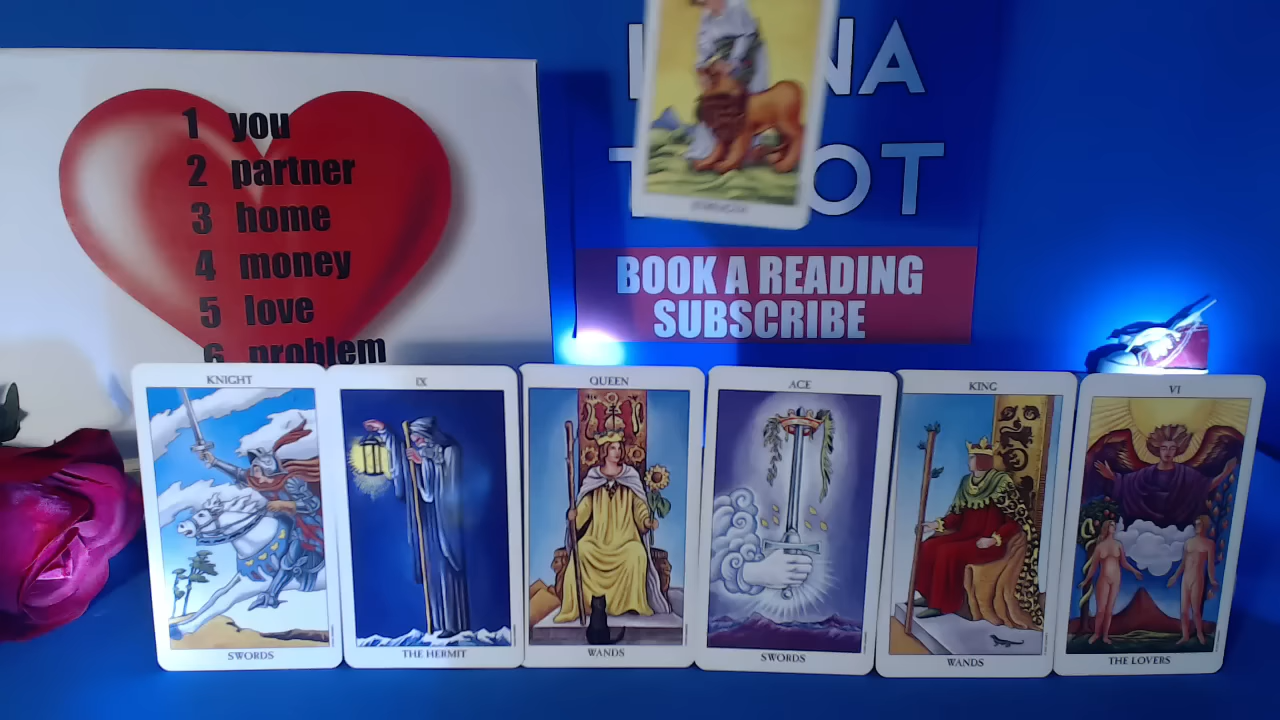 1 you
2 partner
3 home
4 money
5 love
6 problem
NA
T OT
BOOK A READING
SUBSCRIBE
KNIGHT
SWORDS
IX
THE HERMIT
QUEEN
WANDS
ACE
SWORDS
KING
WANDS
VI
THE LOVERS